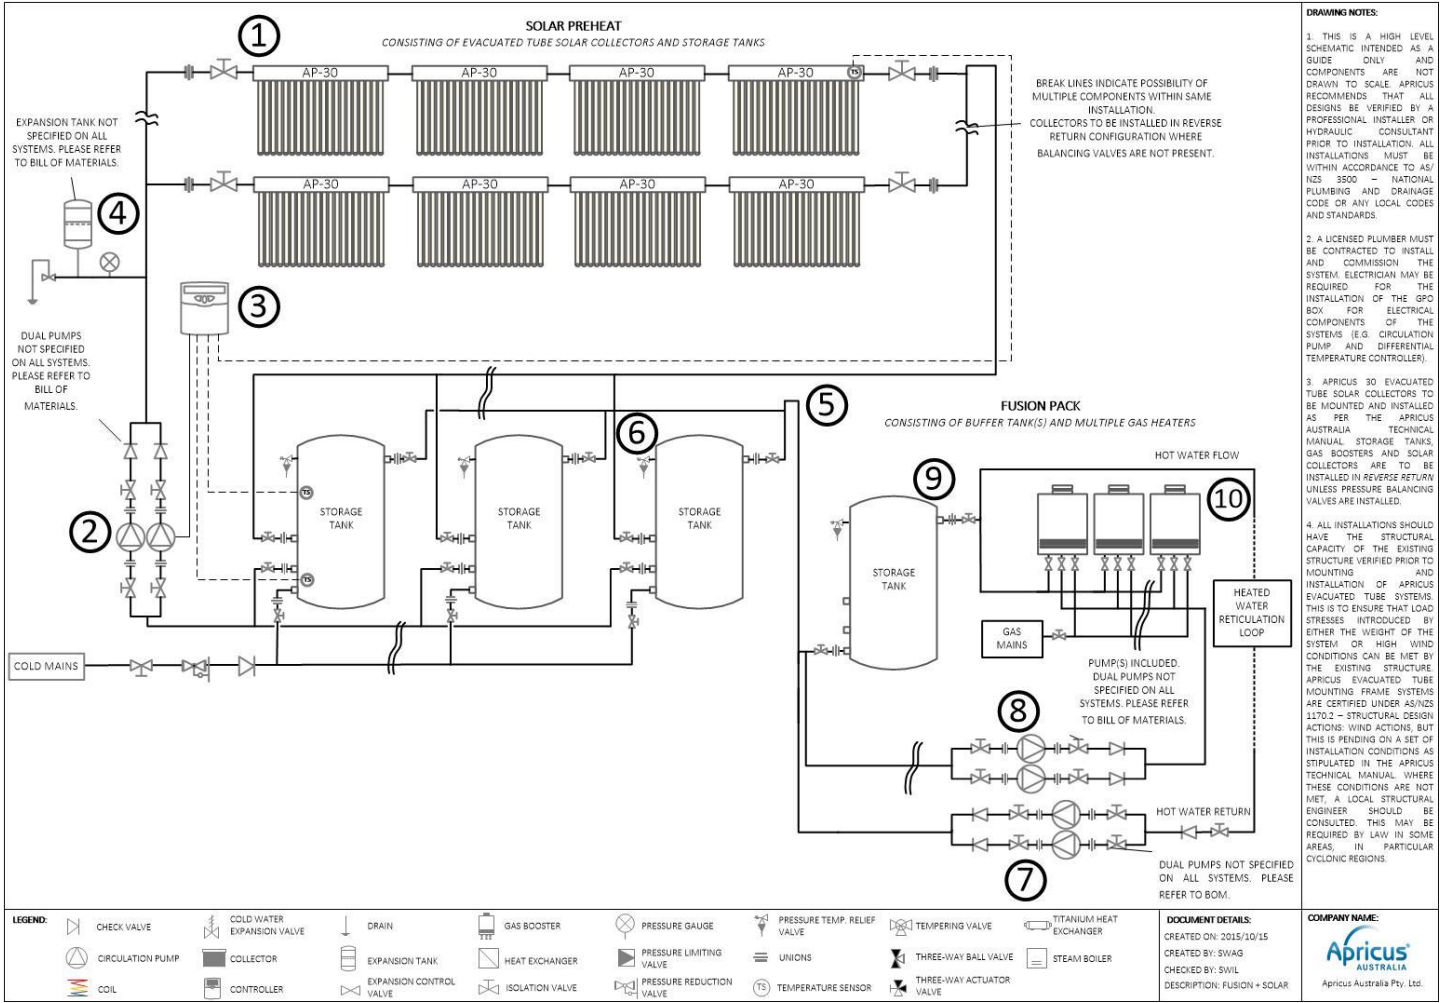 SOLAR PREHEAT
CONSISTING OF EVACUATED TUBE SOLAR COLLECTORS AND STORAGE TANKS
1
AP-30
AP-30
AP-30
AP-30
TS
BREAK LINES INDICATE POSSIBILITY OF
MULTIPLE COMPONENTS WITHIN SAME
INSTALLATION.
COLLECTORS TO BE INSTALLED IN REVERSE
RETURN CONFIGURATION WHERE
BALANCING VALVES ARE NOT PRESENT.
EXPANSION TANK NOT
SPECIFIED ON ALL
SYSTEMS. PLEASE REFER
TO BILL OF MATERIALS.
AP-30
AP-30
AP-30
AP-30
4
3
DUAL PUMPS
NOT SPECIFIED
ON ALL SYSTEMS.
PLEASE REFER TO
BILL OF
MATERIALS.
2
5
6
STORAGE
TANK
TS
TS
STORAGE
TANK
STORAGE
TANK
COLD MAINS
FUSION PACK
CONSISTING OF BUFFER TANK(S) AND MULTIPLE GAS HEATERS
HOT WATER FLOW
9
10
STORAGE
TANK
GAS
MAINS
HEATED
WATER
RETICULATION
LOOP
PUMP(S) INCLUDED.
DUAL PUMPS NOT
SPECIFIED ON ALL
SYSTEMS. PLEASE REFER
TO BILL OF MATERIALS.
8
HOT WATER RETURN
7
DUAL PUMPS NOT SPECIFIED
ON ALL SYSTEMS. PLEASE
REFER TO BOM.
DRAWING NOTES:
1. THIS IS A HIGH LEVEL
SCHEMATIC INTENDED AS A
GUIDE ONLY AND
COMPONENTS ARE NOT
DRAWN TO SCALE. APRICUS
RECOMMENDS THAT ALL
DESIGNS BE VERIFIED BY A
PROFESSIONAL INSTALLER OR
HYDRAULIC CONSULTANT
PRIOR TO INSTALLATION. ALL
INSTALLATIONS MUST BE
WITHIN ACCORDANCE TO AS/
NZS 3500 – NATIONAL
PLUMBING AND DRAINAGE
CODE OR ANY LOCAL CODES
AND STANDARDS.
2. A LICENSED PLUMBER MUST
BE CONTRACTED TO INSTALL
AND COMMISSION THE
SYSTEM. ELECTRICIAN MAY BE
REQUIRED FOR THE
INSTALLATION OF THE GPO
BOX FOR ELECTRICAL
COMPONENTS OF THE
SYSTEMS (E.G. CIRCULATION
PUMP AND DIFFERENTIAL
TEMPERATURE CONTROLLER).
3. APRICUS 30 EVACUATED
TUBE SOLAR COLLECTORS TO
BE MOUNTED AND INSTALLED
AS PER THE APRICUS
AUSTRALIA TECHNICAL
MANUAL. STORAGE TANKS,
GAS BOOSTERS AND SOLAR
COLLECTORS ARE TO BE
INSTALLED IN REVERSE RETURN
UNLESS PRESSURE BALANCING
VALVES ARE INSTALLED.
4. ALL INSTALLATIONS SHOULD
HAVE THE STRUCTURAL
CAPACITY OF THE EXISTING
STRUCTURE VERIFIED PRIOR TO
MOUNTING AND
INSTALLATION OF APRICUS
EVACUATED TUBE SYSTEMS.
THIS IS TO ENSURE THAT LOAD
STRESSES INTRODUCED BY
EITHER THE WEIGHT OF THE
SYSTEM OR HIGH WIND
CONDITIONS CAN BE MET BY
THE EXISTING STRUCTURE.
APRICUS EVACUATED TUBE
MOUNTING FRAME SYSTEMS
ARE CERTIFIED UNDER AS/NZS
1170.2 – STRUCTURAL DESIGN
ACTIONS: WIND ACTIONS, BUT
THIS IS PENDING ON A SET OF
INSTALLATION CONDITIONS AS
STIPULATED IN THE APRICUS
TECHNICAL MANUAL. WHERE
THESE CONDITIONS ARE NOT
MET, A LOCAL STRUCTURAL
ENGINEER SHOULD BE
CONSULTED. THIS MAY BE
REQUIRED BY LAW IN SOME
AREAS, IN PARTICULAR
CYCLONIC REGIONS.
LEGEND:
CHECK VALVE
CIRCULATION PUMP
COIL
COLD WATER
EXPANSION VALVE
COLLECTOR
CONTROLLER
DRAIN
EXPANSION TANK
EXPANSION CONTROL
VALVE
GAS BOOSTER
HEAT EXCHANGER
ISOLATION VALVE
PRESSURE GAUGE
PRESSURE LIMITING
VALVE
PRESSURE REDUCTION
VALVE
PRESSURE TEMP. RELIEF
VALVE
UNIONS
TS
TEMPERATURE SENSOR
TEMPERING VALVE
THREE-WAY BALL VALVE
THREE-WAY ACTUATOR
VALVE
TITANIUM HEAT
EXCHANGER
STEAM BOILER
DOCUMENT DETAILS:
CREATED ON: 2015/10/15
CREATED BY: SWAG
CHECKED BY: SWIL
DESCRIPTION: FUSION + SOLAR
COMPANY NAME:
Apricus®
AUSTRALIA
Apricus Australia Pty. Ltd.